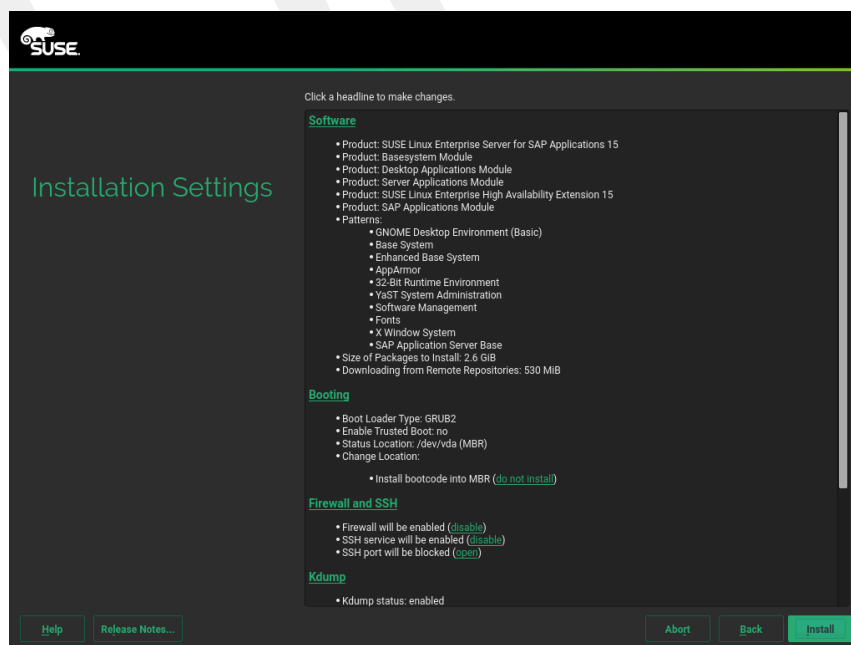 SUSE.
Click a headline to make changes.
Installation Settings
Software
• Product: SUSE Linux Enterprise Server for SAP Applications 15
• Product: Basesystem Module
• Product: Desktop Applications Module
• Product: Server Applications Module
• Product: SUSE Linux Enterprise High Availability Extension 15
• Product: SAP Applications Module
• Patterns:
• GNOME Desktop Environment (Basic)
• Base System
• Enhanced Base System
• AppArmor
• 32-Bit Runtime Environment
• YaST System Administration
• Software Management
• Fonts
• X Window System
• SAP Application Server Base
• Size of Packages to Install: 2.6 GiB
• Downloading from Remote Repositories: 530 MiB
Booting
• Boot Loader Type: GRUB2
• Enable Trusted Boot: no
• Status Location: /dev/vda (MBR)
• Change Location:
• Install bootcode into MBR (do not install)
Firewall and SSH
• Firewall will be enabled (disable)
• SSH service will be enabled (disable)
• SSH port will be blocked (open)
Kdump
• Kdump status: enabled
Help
Release Notes...
Abort
Back
Install